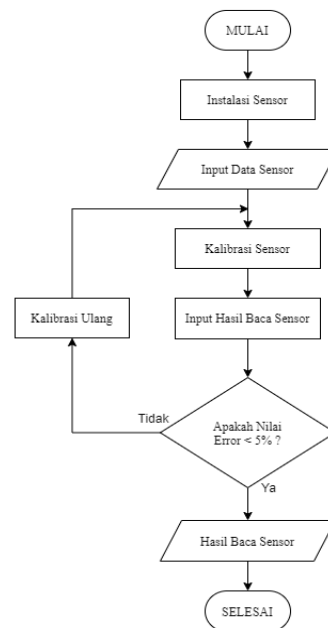 MULAI
Instalasi Sensor
Input Data Sensor
Kalibrasi Sensor
Kalibrasi Ulang
Input Hasil Baca Sensor
Tidak
Apakah Nilai
Error < 5% ?
Ya
Hasil Baca Sensor
SELESAI